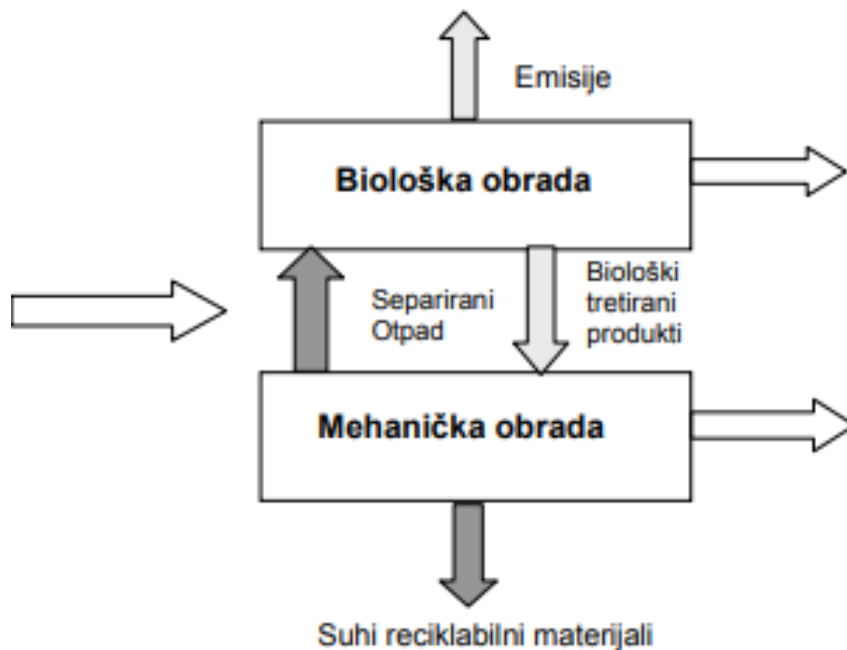 Emisije
Biološka obrada
Separirani
Otpad
Biološki
tretirani
produkti
Mehanička obrada
Suhi reciklabilni materijali